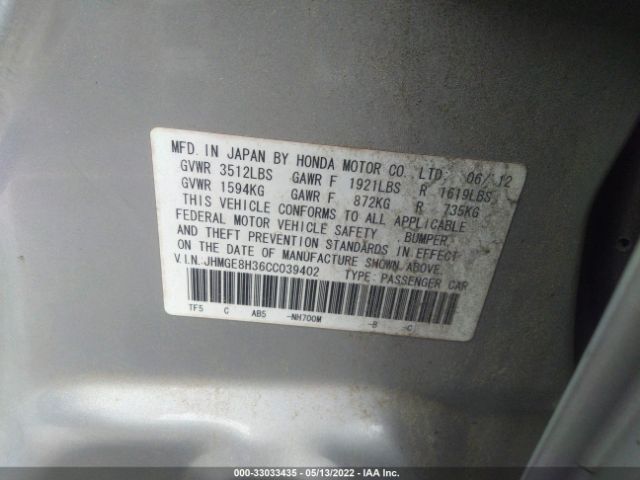 MFD. IN JAPAN BY HONDA MOTOR CO. LTD. 06/12
GVWR 3512LBS GAWR F 1921LBS R 1619LBS
GVWR 1594KG GAWR F 872KG R 735KG
THIS VEHICLE CONFORMS TO ALL APPLICABLE
FEDERAL MOTOR VEHICLE SAFETY, BUMPER
AND THEFT PREVENTION STANDARDS IN EFFECT
ON THE DATE OF MANUFACTURE SHOWN ABOVE.
V.I.N. JHMGE8H36CC039402 TYPE: PASSENGER CAR
TF5 C AB5 -NH700M -B -C
000-33033435 - 05/13/2022 - IAA Inc.